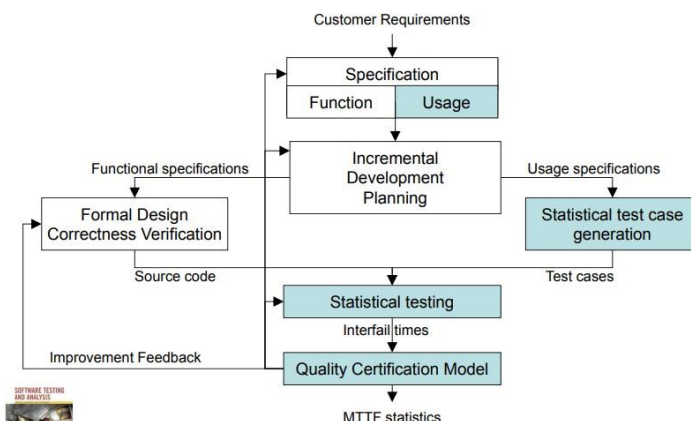 Customer Requirements
Specification
Function
Usage
Functional specifications
Incremental
Development
Planning
Usage specifications
Formal Design
Correctness Verification
Statistical test case
generation
Source code
Test cases
Statistical testing
Interfail times
Improvement Feedback
Quality Certification Model
SOFTWARE TESTING
AND ANALYSIS
MTTF statistics